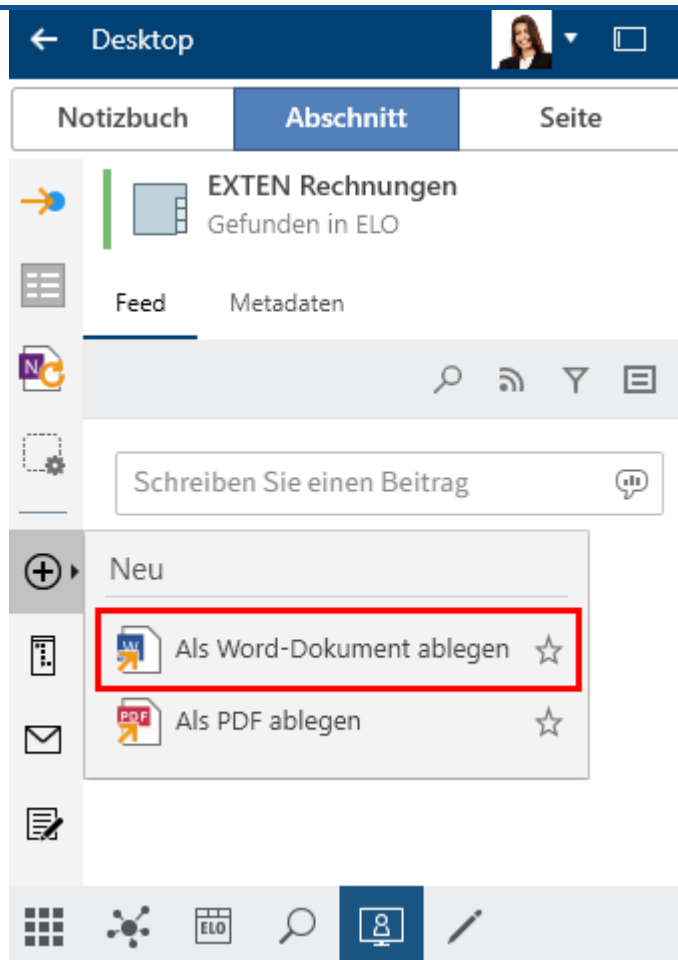 Desktop
Notizbuch Abschnitt Seite
EXTEN Rechnungen
Gefunden in ELO
Feed Metadaten
N
Schreiben Sie einen Beitrag
Neu
W Als Word-Dokument ablegen
PDF Als PDF ablegen
ELO